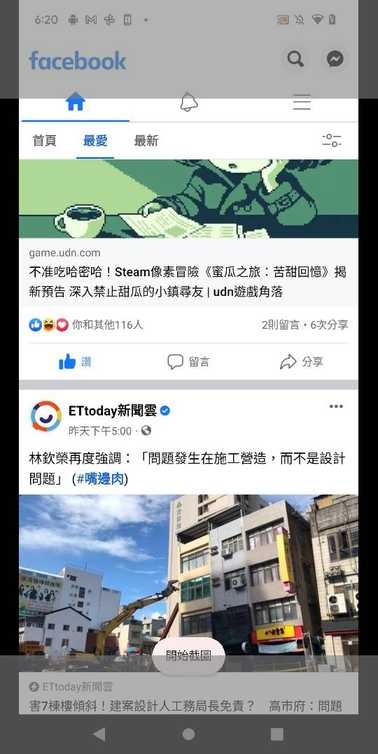 6:20
facebook
首頁 最愛 最新
game.udn.com
不准吃哈密哈！Steam像素冒險《蜜瓜之旅：苦甜回憶》揭
新預告 深入禁止甜瓜的小鎮尋友 | udn遊戲角落
你和其他116人 2則留言・6次分享
讚 留言 分享
ETtoday新聞雲
昨天下午5:00
林欽榮再度強調：「問題發生在施工營造，而不是設計
問題」 (#嘴邊肉)
開始截圖
ETtoday新聞雲
害7棟樓傾斜！建案設計人工務局長免責？ 高市府：問題